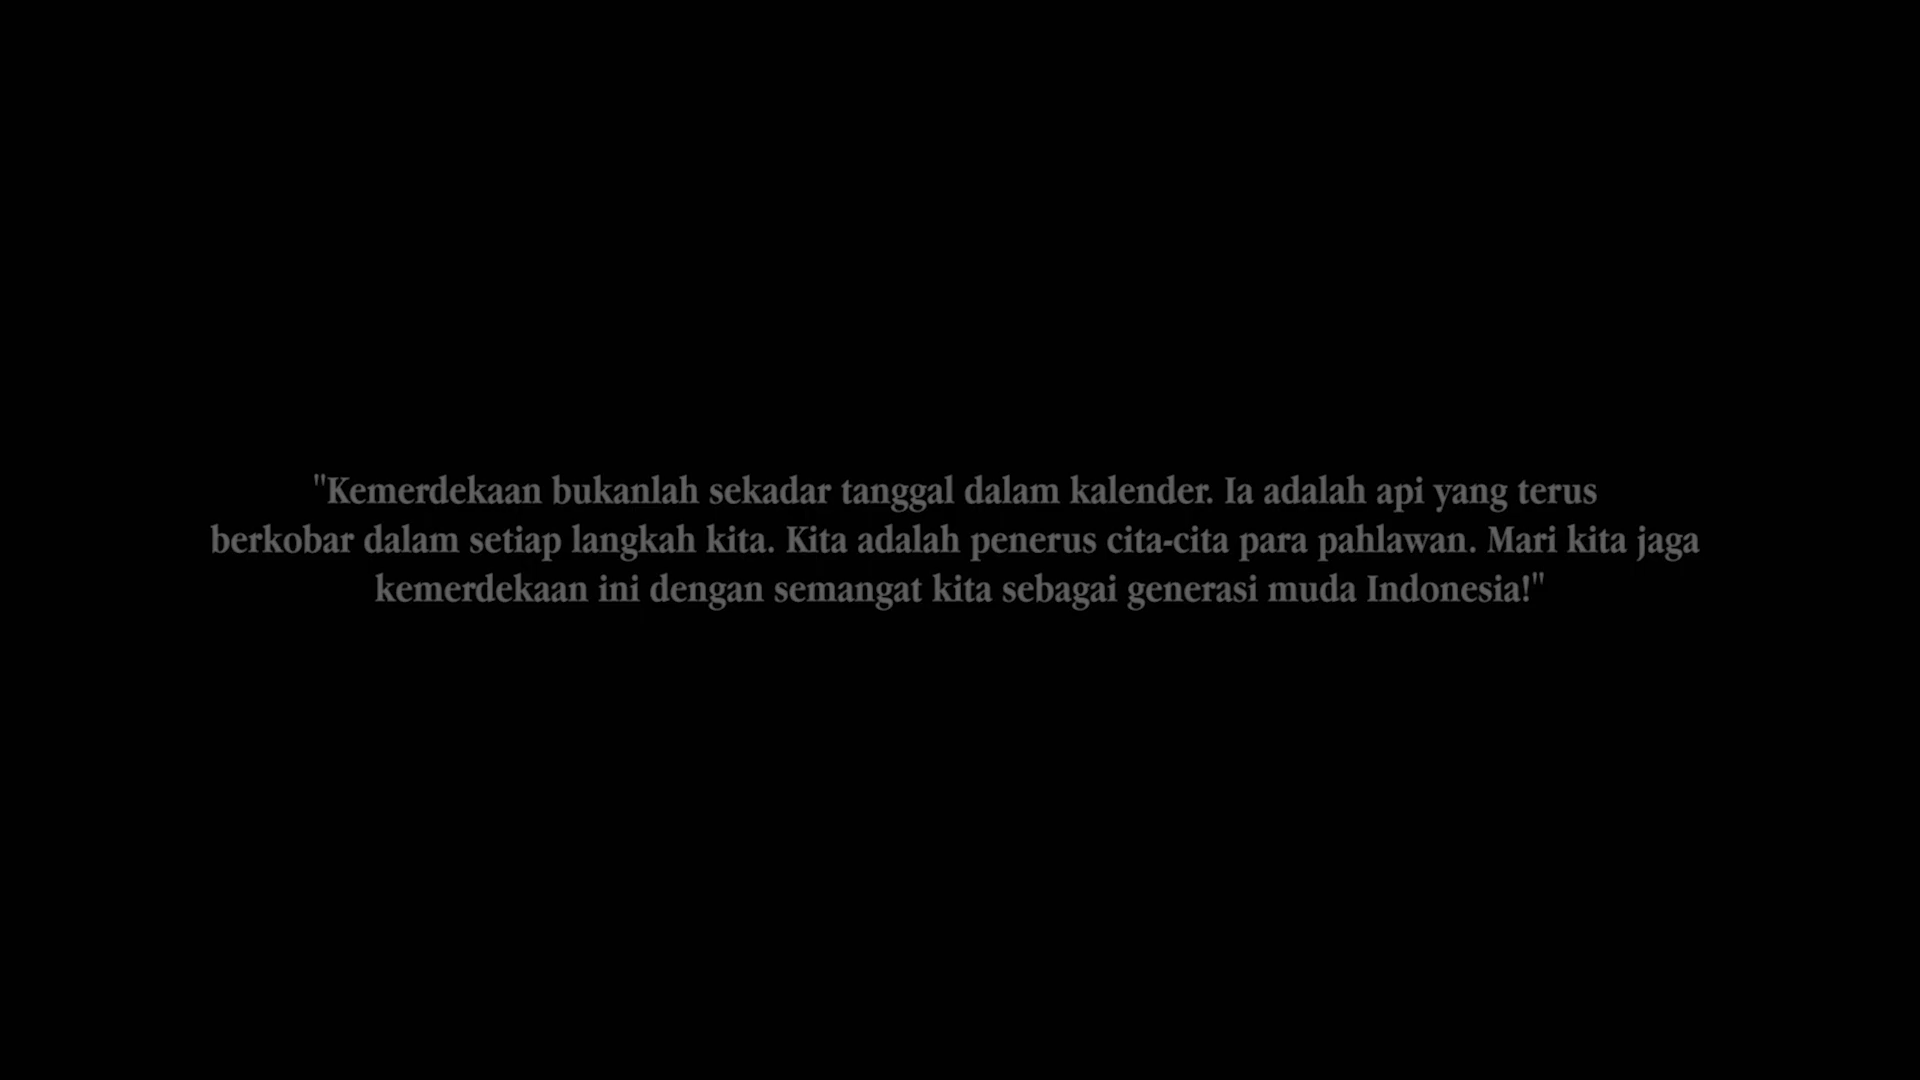 "Kemerdekaan bukanlah sekadar tanggal dalam kalender. Ia adalah api yang terus
berkobar dalam setiap langkah kita. Kita adalah penerus cita-cita para pahlawan. Mari kita jaga
kemerdekaan ini dengan semangat kita sebagai generasi muda Indonesia!"